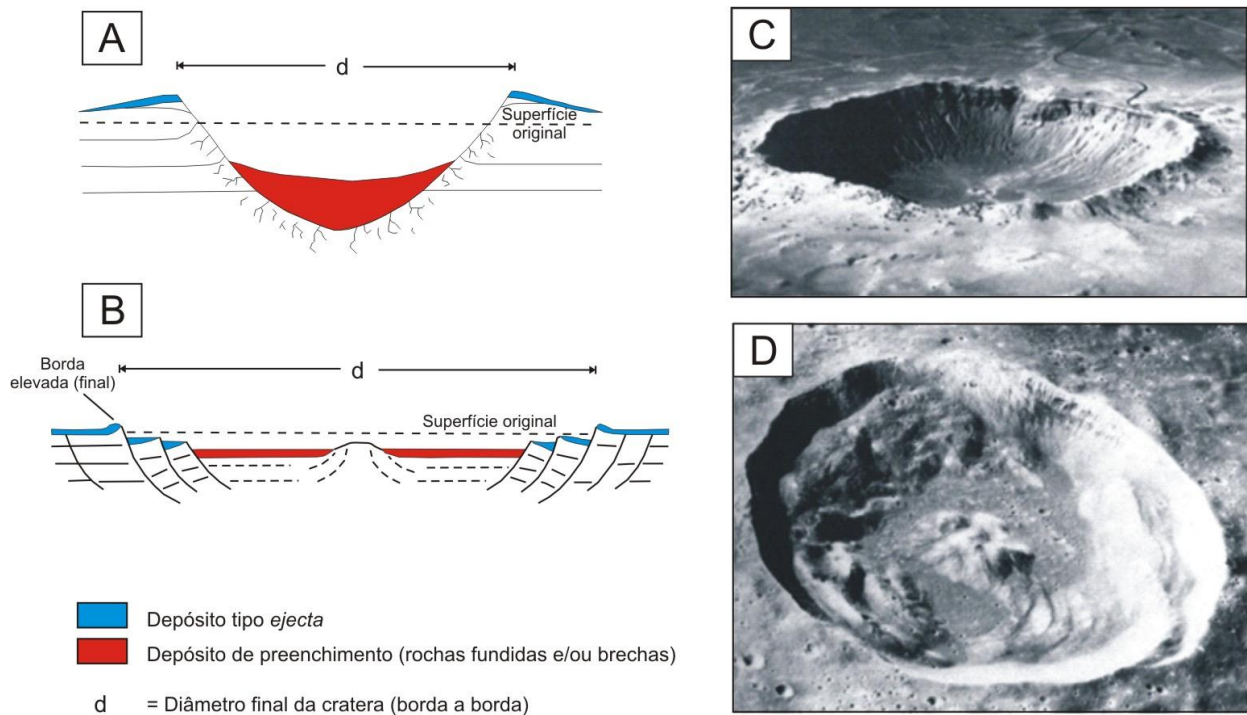 A
d
Superfície
original
B
Borda
elevada (final)
d
Superfície original
Depósito tipo ejecta
Depósito de preenchimento (rochas fundidas e/ou brechas)
d = Diâmetro final da cratera (borda a borda)
C
D